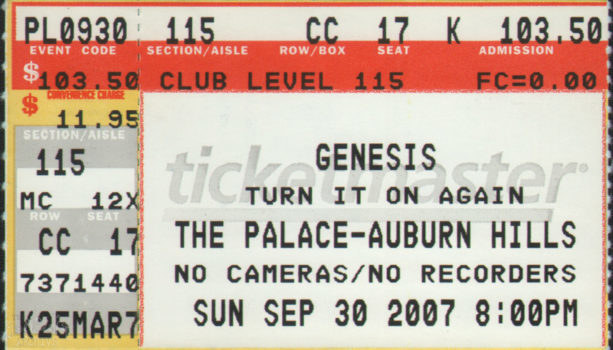 PL0930 115 CC 17 K 103.50
EVENT CODE SECTION/AISLE ROW/BOX SEAT ADMISSION
$ 103.50 CLUB LEVEL 115 FC=0.00
CONVENIENCE CHARGE
$ 11.95
SECTION/AISLE
115
GENESIS
ticketmaster®
MC 12X
TURN IT ON AGAIN
ROW SEAT
CC 17
THE PALACE-AUBURN HILLS
7371440
NO CAMERAS/NO RECORDERS
K25MAR7
SUN SEP 30 2007 8:00PM